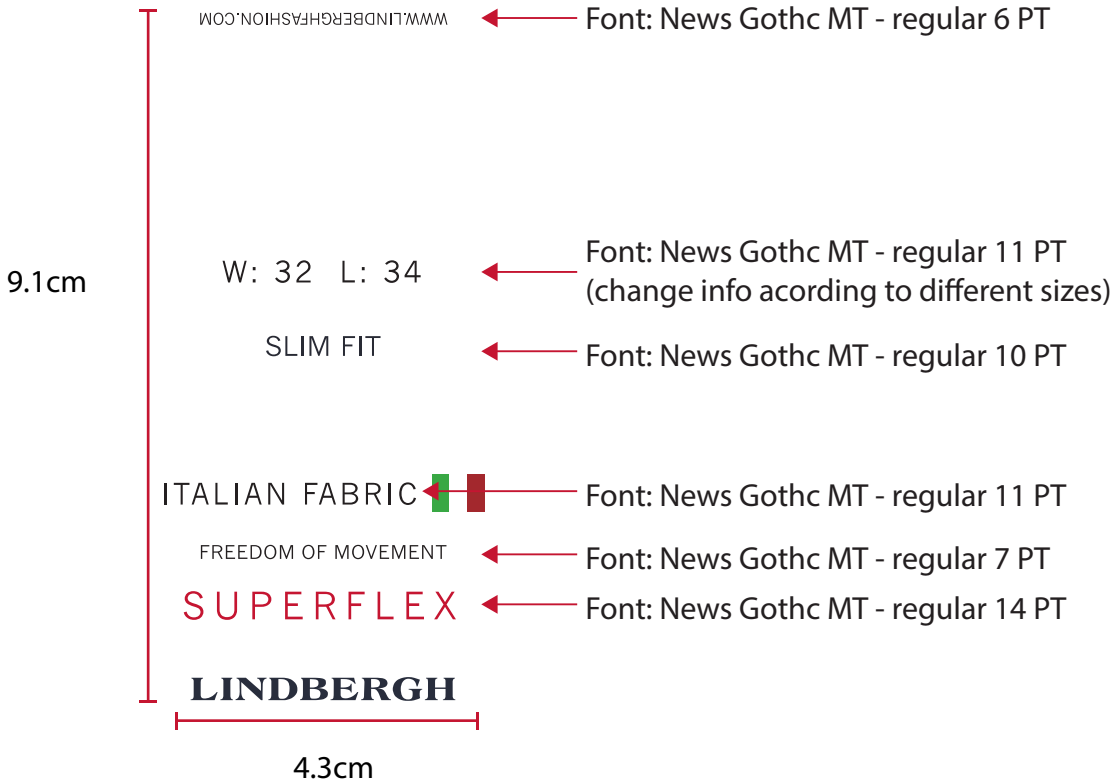 WWW.LINDBERGHFASHION.COM
Font: News Gothc MT - regular 6 PT
9.1cm
W: 32 L: 34
Font: News Gothc MT - regular 11 PT
(change info acording to different sizes)
SLIM FIT
Font: News Gothc MT - regular 10 PT
ITALIAN FABRIC
Font: News Gothc MT - regular 11 PT
FREEDOM OF MOVEMENT
Font: News Gothc MT - regular 7 PT
SUPERFLEX
Font: News Gothc MT - regular 14 PT
LINDBERGH
4.3cm